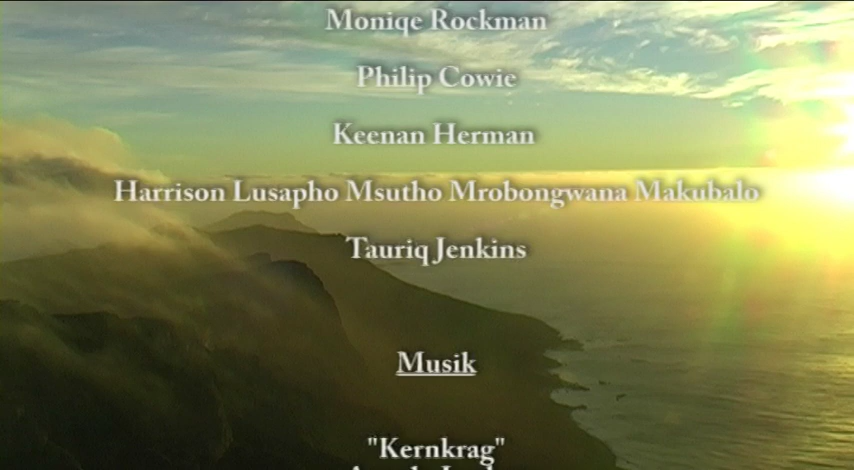 Moniqe Rockman
Philip Cowie
Keenan Herman
Harrison Lusapho Msutho Mrobongwana Makubalo
Tauriq Jenkins
Musik
"Kernkrag"